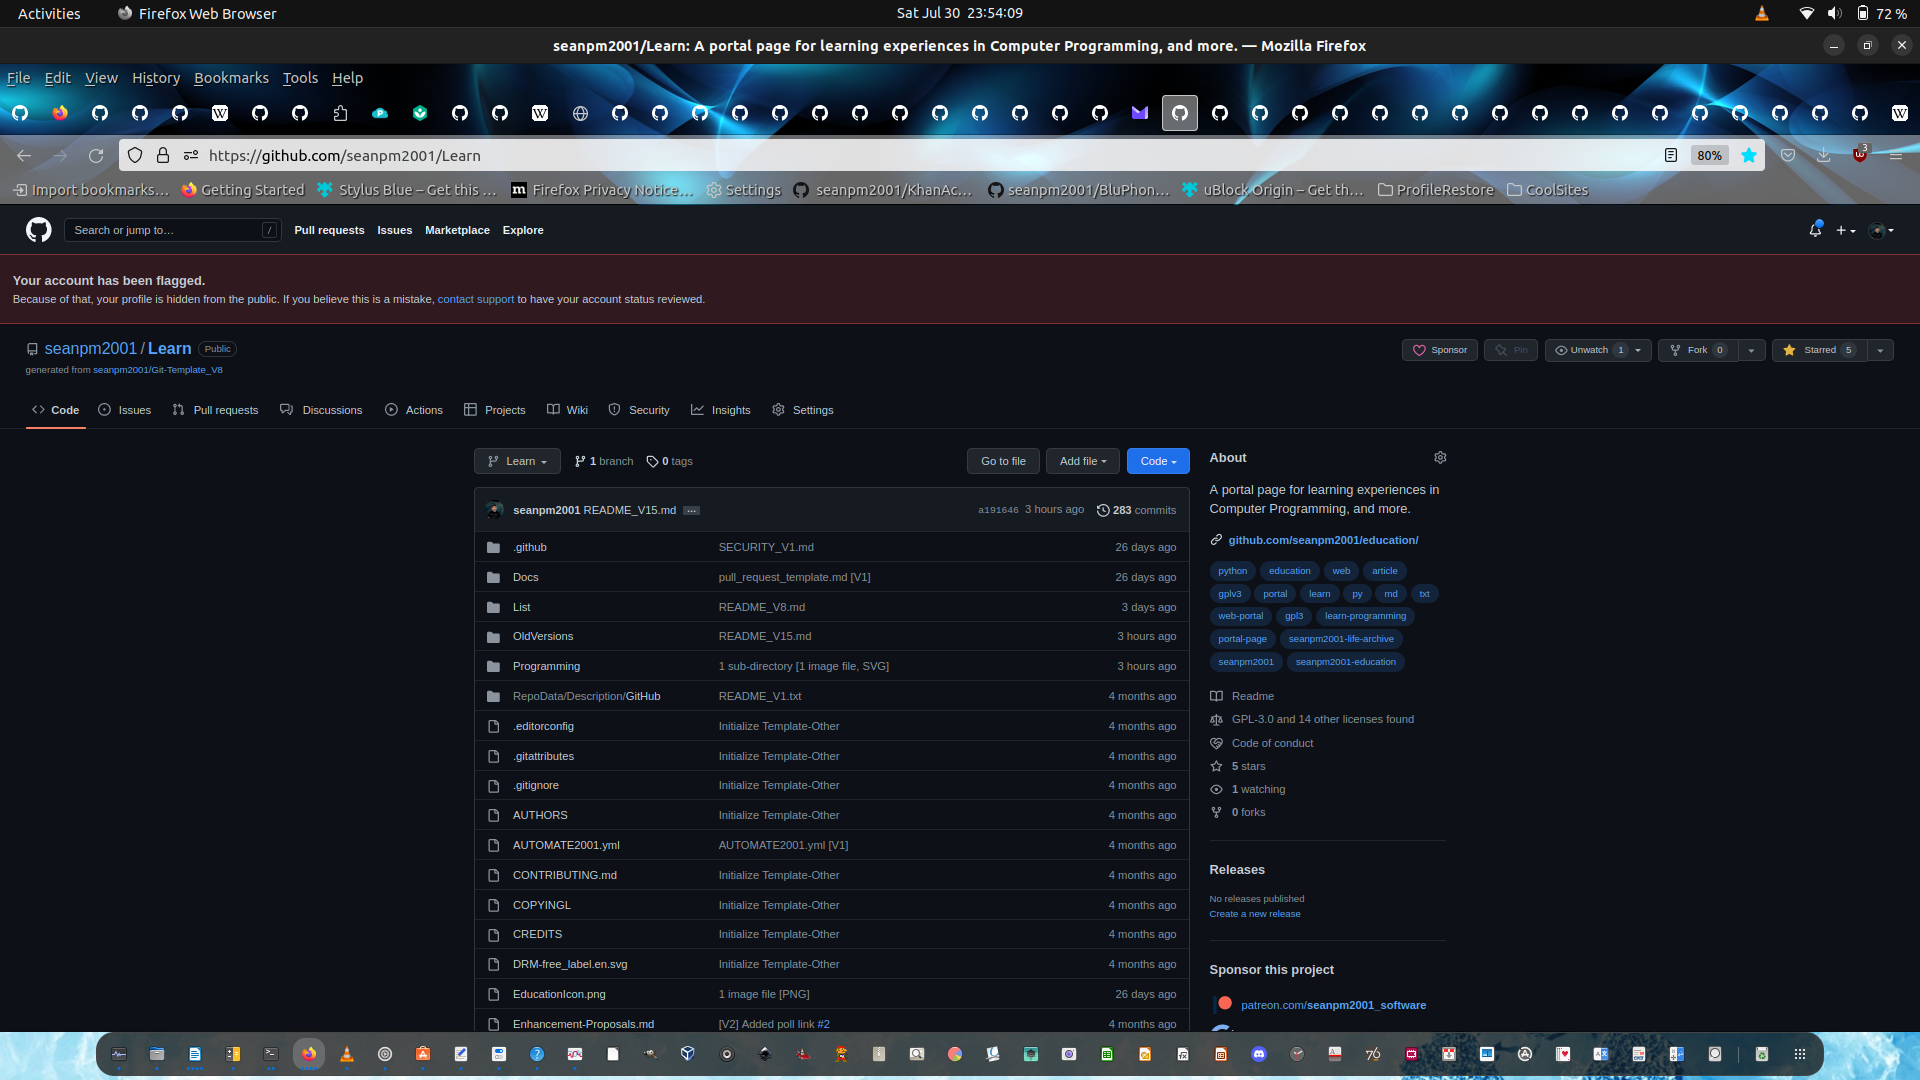 Activities
Firefox Web Browser
Sat Jul 30 23:54:09
72 %
seanpm2001/Learn: A portal page for learning experiences in Computer Programming, and more. — Mozilla Firefox
File Edit View History Bookmarks Tools Help
https://github.com/seanpm2001/Learn
80%
3
Import bookmarks…
Getting Started
Stylus Blue – Get this …
Firefox Privacy Notice…
Settings
seanpm2001/KhanAc…
seanpm2001/BluPhon…
uBlock Origin – Get th…
ProfileRestore
CoolSites
Search or jump to…
/
Pull requests Issues Marketplace Explore
Your account has been flagged.
Because of that, your profile is hidden from the public. If you believe this is a mistake, contact support to have your account status reviewed.
seanpm2001 / Learn Public
generated from seanpm2001/Git-Template_V8
Sponsor
Pin
Unwatch 1
Fork 0
Starred 5
Code
Issues
Pull requests
Discussions
Actions
Projects
Wiki
Security
Insights
Settings
Learn
1 branch
0 tags
Go to file
Add file
Code
seanpm2001 README_V15.md …
a191646 3 hours ago
283 commits
.github SECURITY_V1.md 26 days ago
Docs pull_request_template.md [V1] 26 days ago
List README_V8.md 3 days ago
OldVersions README_V15.md 3 hours ago
Programming 1 sub-directory [1 image file, SVG] 3 hours ago
RepoData/Description/GitHub README_V1.txt 4 months ago
.editorconfig Initialize Template-Other 4 months ago
.gitattributes Initialize Template-Other 4 months ago
.gitignore Initialize Template-Other 4 months ago
AUTHORS Initialize Template-Other 4 months ago
AUTOMATE2001.yml AUTOMATE2001.yml [V1] 4 months ago
CONTRIBUTING.md Initialize Template-Other 4 months ago
COPYINGL Initialize Template-Other 4 months ago
CREDITS Initialize Template-Other 4 months ago
DRM-free_label.en.svg Initialize Template-Other 4 months ago
EducationIcon.png 1 image file [PNG] 26 days ago
Enhancement-Proposals.md [V2] Added poll link #2 4 months ago
About
A portal page for learning experiences in
Computer Programming, and more.
github.com/seanpm2001/education/
python education web article
gplv3 portal learn py md txt
web-portal gpl3 learn-programming
portal-page seanpm2001-life-archive
seanpm2001 seanpm2001-education
Readme
GPL-3.0 and 14 other licenses found
Code of conduct
5 stars
1 watching
0 forks
Releases
No releases published
Create a new release
Sponsor this project
patreon.com/seanpm2001_software